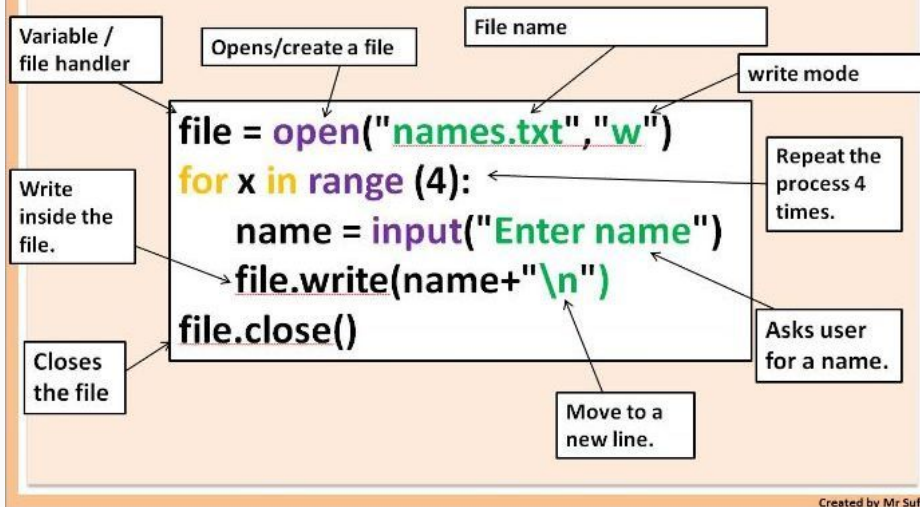 Variable /
file handler
Opens/create a file
File name
write mode
file = open("names.txt","w")
for x in range (4):
name = input("Enter name")
file.write(name+"\n")
file.close()
Repeat the
process 4
times.
Write
inside the
file.
Closes
the file
Asks user
for a name.
Move to a
new line.
Created by Mr Suf